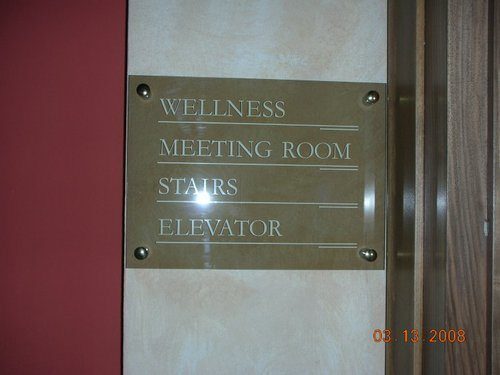 WELLNESS
MEETING ROOM
STAIRS
ELEVATOR
03 13 2008